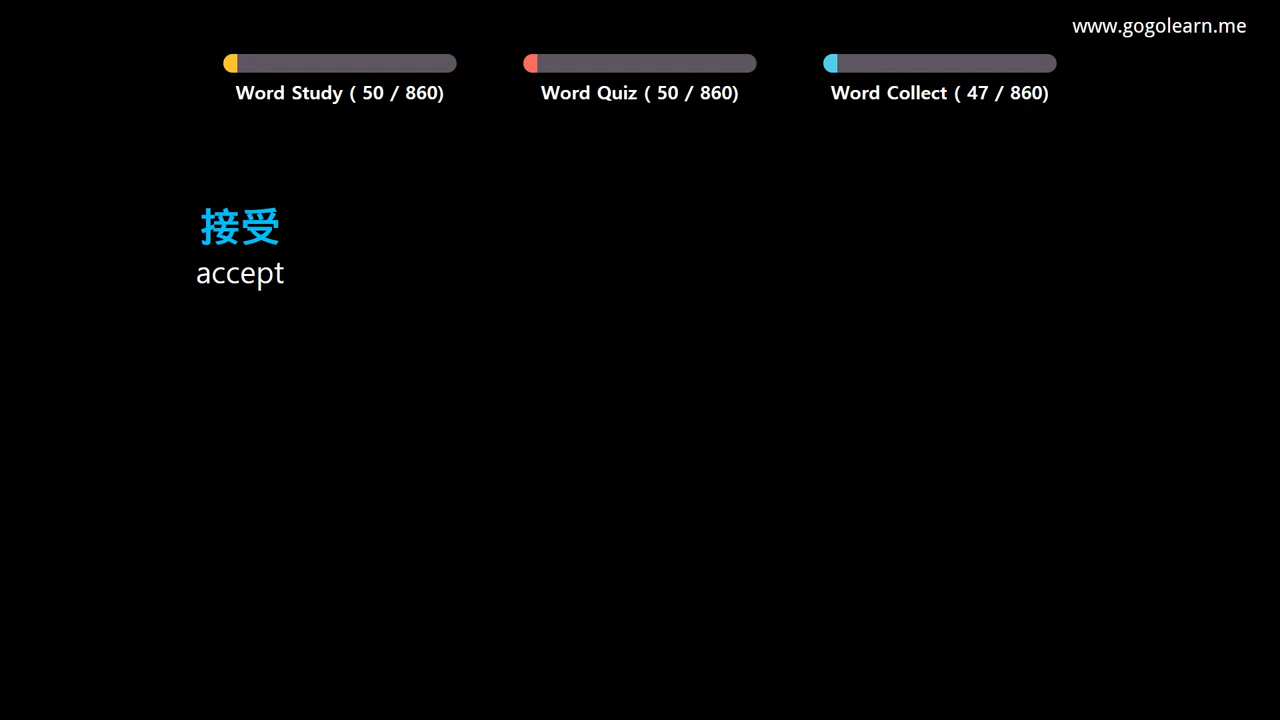 www.gogolearn.me
Word Study ( 50 / 860)
Word Quiz ( 50 / 860)
Word Collect ( 47 / 860)
接受
accept